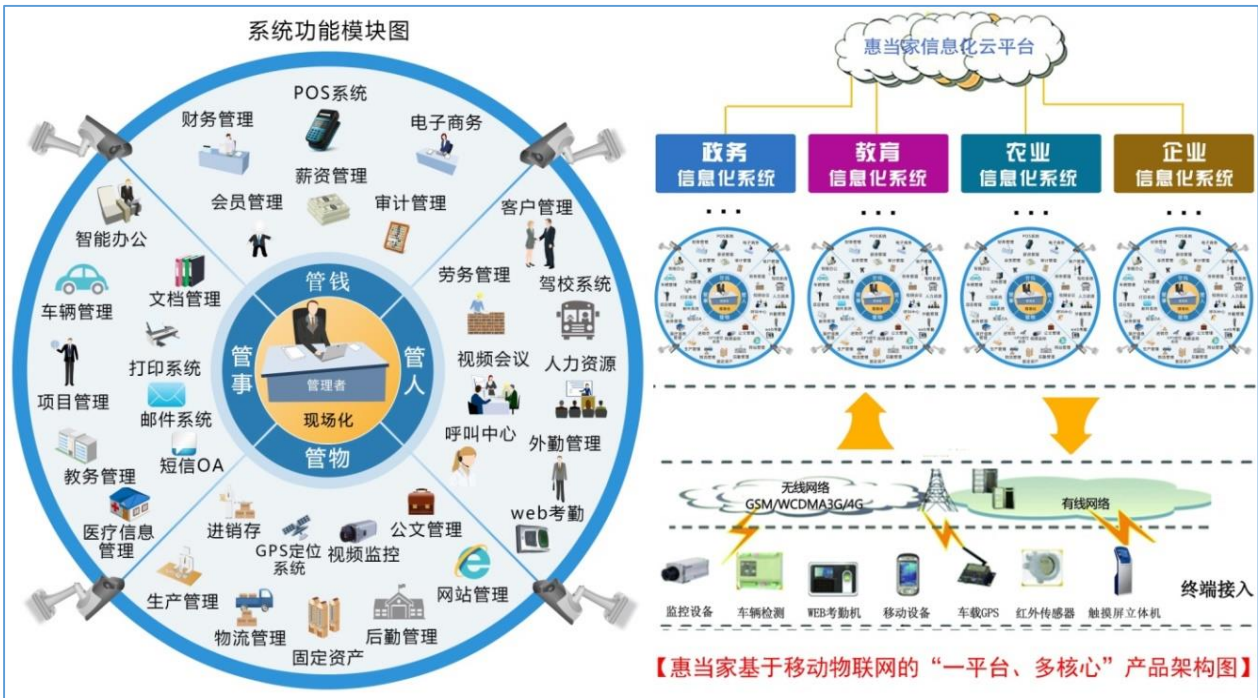 系统功能模块图
POS系统
财务管理
电子商务
薪资管理
会员管理
审计管理
客户管理
智能办公
劳务管理
驾校系统
车辆管理
文档管理
管钱
管事
管人
管物
管理者
现场化
打印系统
视频会议
人力资源
项目管理
邮件系统
呼叫中心
外勤管理
教务管理
短信OA
医疗信息
管理
进销存
GPS定位
系统
视频监控
公文管理
web考勤
生产管理
网站管理
物流管理
固定资产
后勤管理
惠当家信息化云平台
政务
信息化系统
教育
信息化系统
农业
信息化系统
企业
信息化系统
...
...
...
...
无线网络
GSM/WCDMA3G/4G
有线网络
监控设备
车辆检测
WEB考勤机
移动设备
车载GPS
红外传感器
触摸屏立体机
终端接入
【惠当家基于移动物联网的“一平台、多核心”产品架构图】